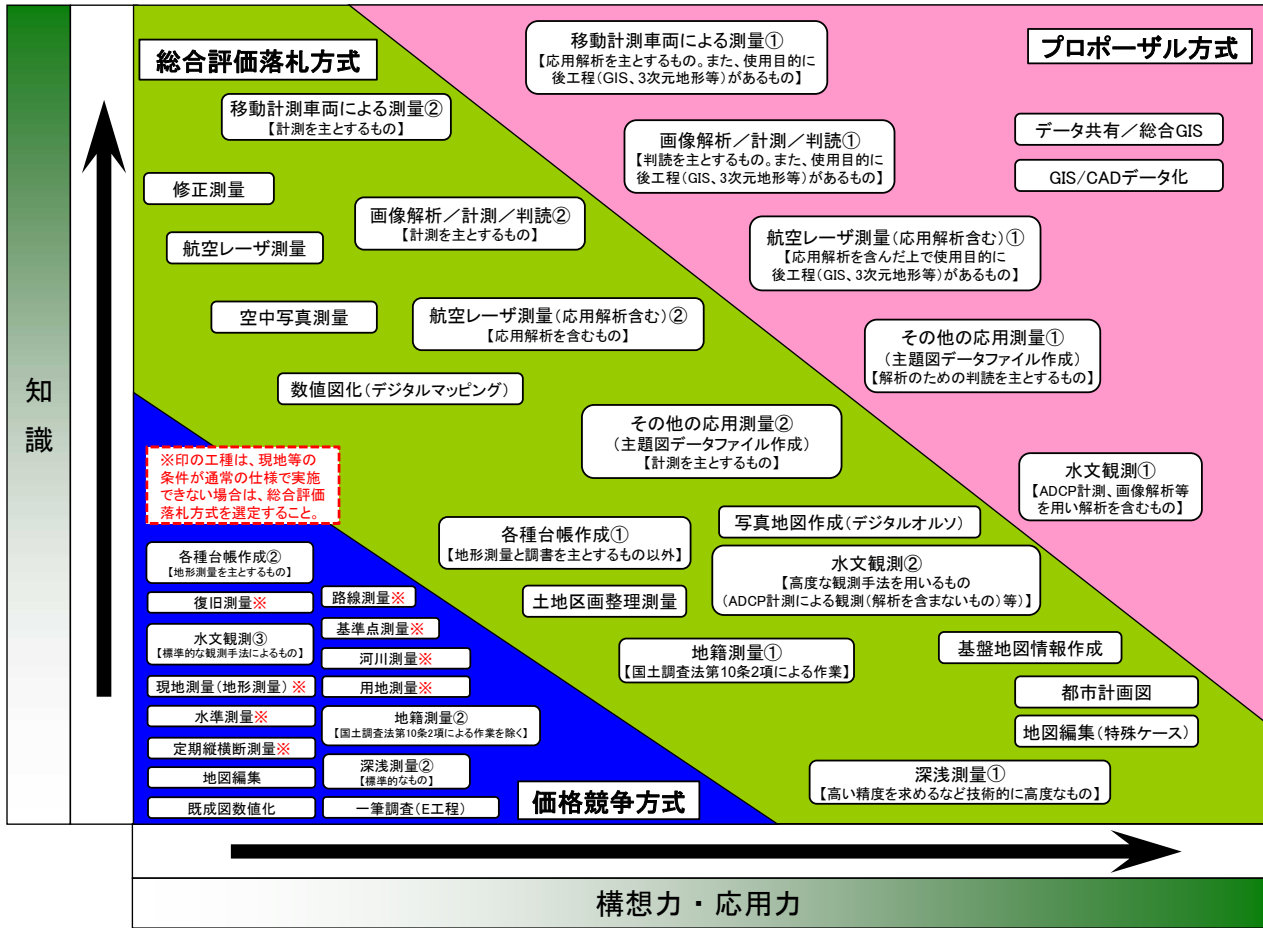 総合評価落札方式
プロポーザル方式
移動計測車両による測量①
【応用解析を主とするもの。また、使用目的に
後工程(GIS、3次元地形等)があるもの】
移動計測車両による測量②
【計測を主とするもの】
画像解析／計測／判読①
【判読を主とするもの。また、使用目的に
後工程(GIS、3次元地形等)があるもの】
データ共有／総合GIS
GIS/CADデータ化
修正測量
画像解析／計測／判読②
【計測を主とするもの】
航空レーザ測量
航空レーザ測量(応用解析含む)①
【応用解析を含んだ上で使用目的に
後工程(GIS、3次元地形等)があるもの】
空中写真測量
航空レーザ測量(応用解析含む)②
【応用解析を含むもの】
その他の応用測量①
(主題図データファイル作成)
【解析のための判読を主とするもの】
数値図化(デジタルマッピング)
その他の応用測量②
(主題図データファイル作成)
【計測を主とするもの】
水文観測①
【ADCP計測、画像解析等
を用い解析を含むもの】
※印の工種は、現地等の
条件が通常の仕様で実施
できない場合は、総合評価
落札方式を選定すること。
各種台帳作成①
【地形測量と調書を主とするもの以外】
写真地図作成(デジタルオルソ)
水文観測②
【高度な観測手法を用いるもの
(ADCP計測による観測(解析を含まないもの)等)】
土地区画整理測量
地籍測量①
【国土調査法第10条2項による作業】
基盤地図情報作成
都市計画図
地図編集(特殊ケース)
深浅測量①
【高い精度を求めるなど技術的に高度なもの】
各種台帳作成②
【地形測量を主とするもの】
復旧測量※
水文観測③
【標準的な観測手法によるもの】
現地測量(地形測量)※
水準測量※
定期縦横断測量※
地図編集
既成図数値化
路線測量※
基準点測量※
河川測量※
用地測量※
地籍測量②
【国土調査法第10条2項による作業を除く】
深浅測量②
【標準的なもの】
一筆調査(E工程)
価格競争方式
知
識
構想力・応用力